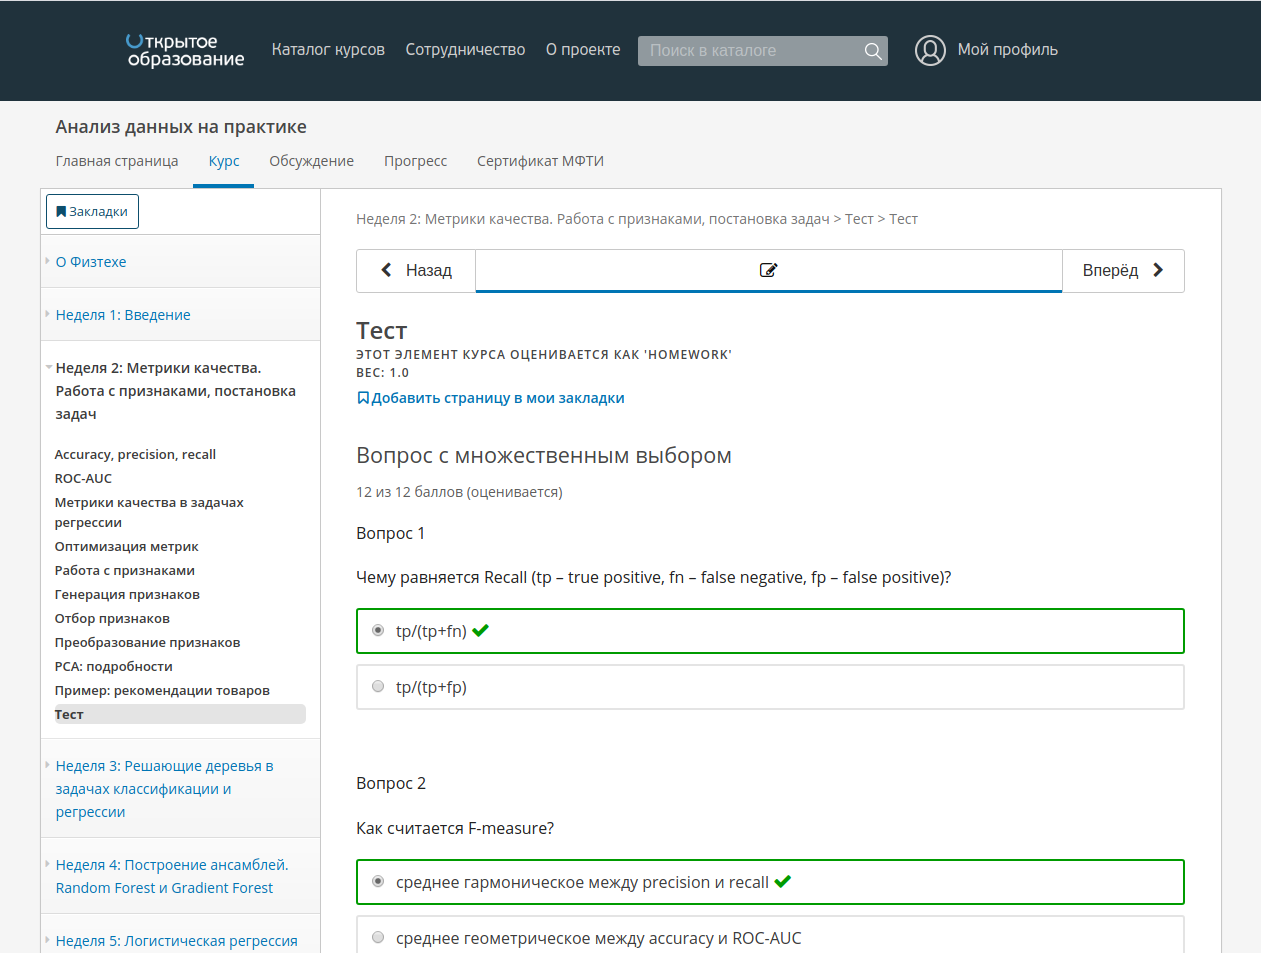 Открытое
образование
Каталог курсов
Сотрудничество
О проекте
Поиск в каталоге
Мой профиль
Анализ данных на практике
Главная страница
Курс
Обсуждение
Прогресс
Сертификат МФТИ
Закладки
О Физтехе
Неделя 1: Введение
Неделя 2: Метрики качества.
Работа с признаками, постановка
задач
Accuracy, precision, recall
ROC-AUC
Метрики качества в задачах
регрессии
Оптимизация метрик
Работа с признаками
Генерация признаков
Отбор признаков
Преобразование признаков
PCA: подробности
Пример: рекомендации товаров
Тест
Неделя 3: Решающие деревья в
задачах классификации и
регрессии
Неделя 4: Построение ансамблей.
Random Forest и Gradient Forest
Неделя 5: Логистическая регрессия
Неделя 2: Метрики качества. Работа с признаками, постановка задач > Тест > Тест
Назад
Вперёд
Тест
ЭТОТ ЭЛЕМЕНТ КУРСА ОЦЕНИВАЕТСЯ КАК 'HOMEWORK'
ВЕС: 1.0
Добавить страницу в мои закладки
Вопрос с множественным выбором
12 из 12 баллов (оценивается)
Вопрос 1
Чему равняется Recall (tp – true positive, fn – false negative, fp – false positive)?
tp/(tp+fn)
tp/(tp+fp)
Вопрос 2
Как считается F-measure?
среднее гармоническое между precision и recall
среднее геометрическое между accuracy и ROC-AUC